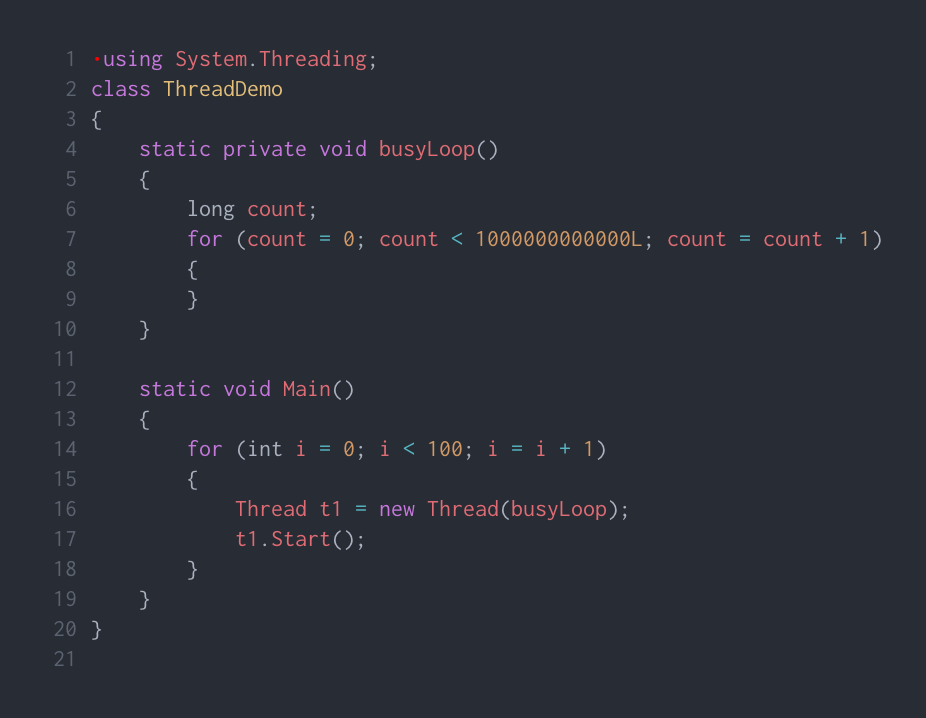 1 using System.Threading;
2 class ThreadDemo
3 {
4     static private void busyLoop()
5     {
6         long count;
7         for (count = 0; count < 1000000000000L; count = count + 1)
8         {
9         }
10     }
11
12     static void Main()
13     {
14         for (int i = 0; i < 100; i = i + 1)
15         {
16             Thread t1 = new Thread(busyLoop);
17             t1.Start();
18         }
19     }
20 }
21